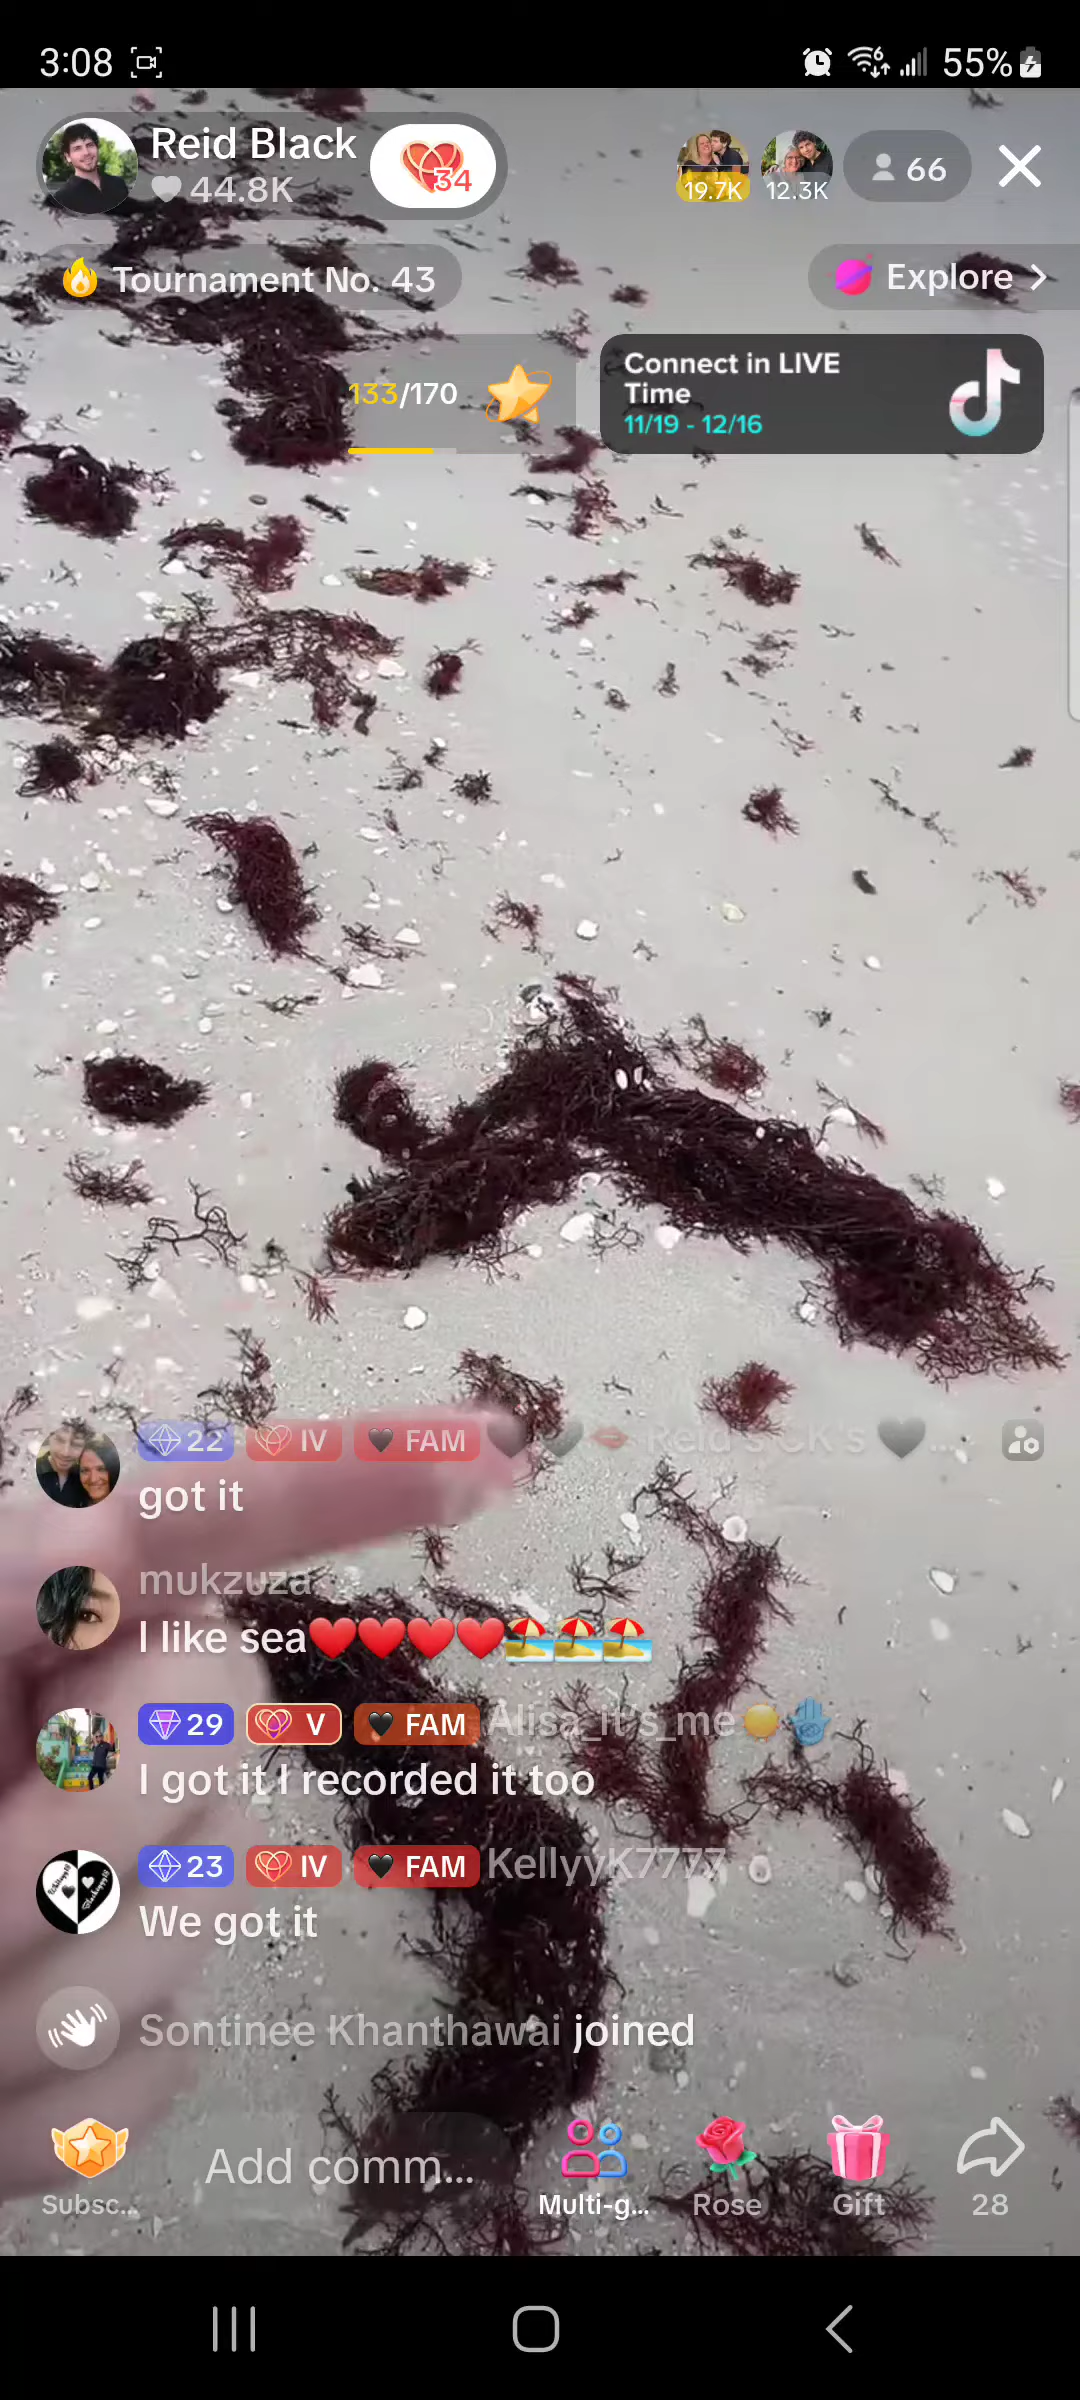 3:08
55%
Reid Black
44.8K
34
19.7K
12.3K
66
Tournament No. 43
Explore
133/170
Connect in LIVE
Time
11/19 - 12/16
22 IV FAM Reid's
got it
mukzuza
I like sea❤️❤️❤️❤️🏖️🏖️🏖️
29 V FAM Alisa_it's_me
I got it I recorded it too
23 IV FAM KellyyK7777
We got it
Sontinee Khanthawai joined
Subsc...
Add comm...
Multi-g...
Rose
Gift
28